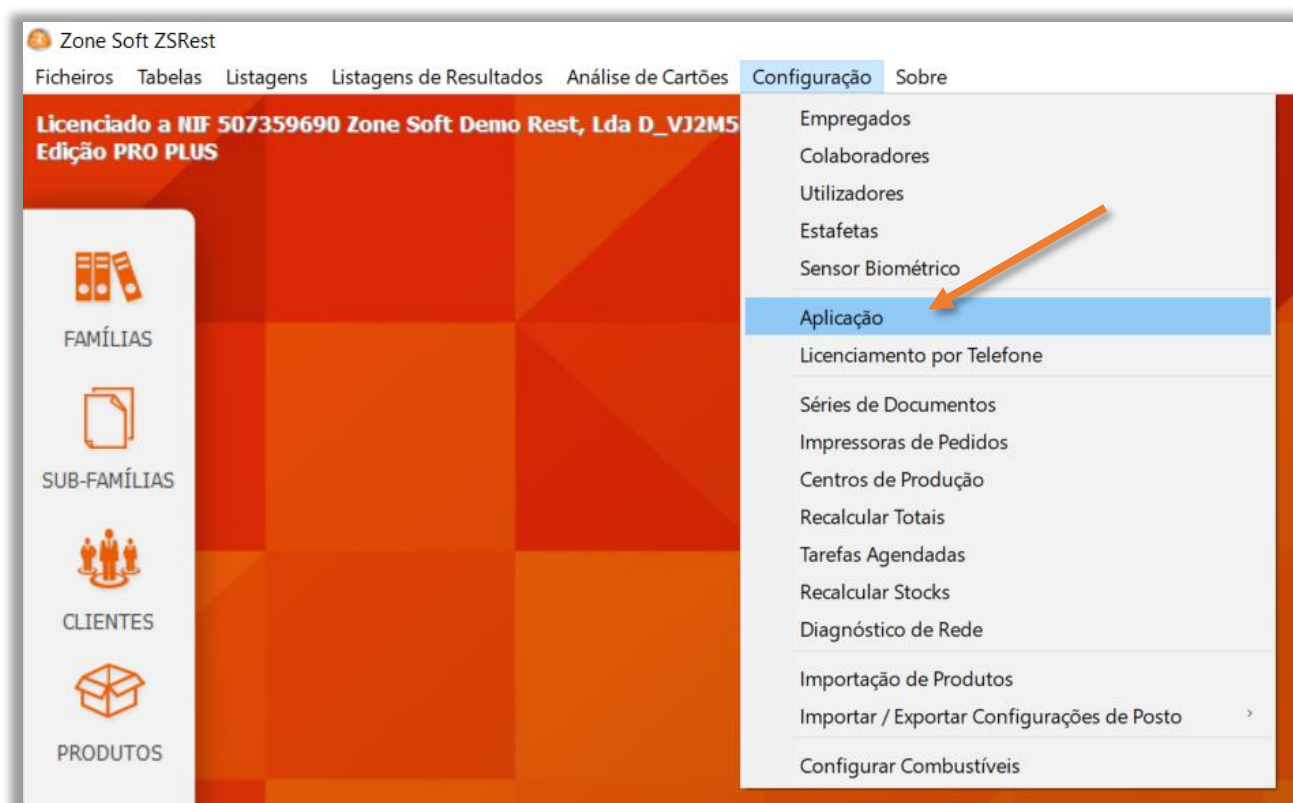 Zone Soft ZSRest
Ficheiros Tabelas Listagens Listagens de Resultados Análise de Cartões Configuração Sobre
Licenciado a NIF 507359690 Zone Soft Demo Rest, Lda D_VJ2M5
Edição PRO PLUS
FAMÍLIAS
SUB-FAMÍLIAS
CLIENTES
PRODUTOS
Empregados
Colaboradores
Utilizadores
Estafetas
Sensor Biométrico
Aplicação
Licenciamento por Telefone
Séries de Documentos
Impressoras de Pedidos
Centros de Produção
Recalcular Totais
Tarefas Agendadas
Recalcular Stocks
Diagnóstico de Rede
Importação de Produtos
Importar / Exportar Configurações de Posto
Configurar Combustíveis